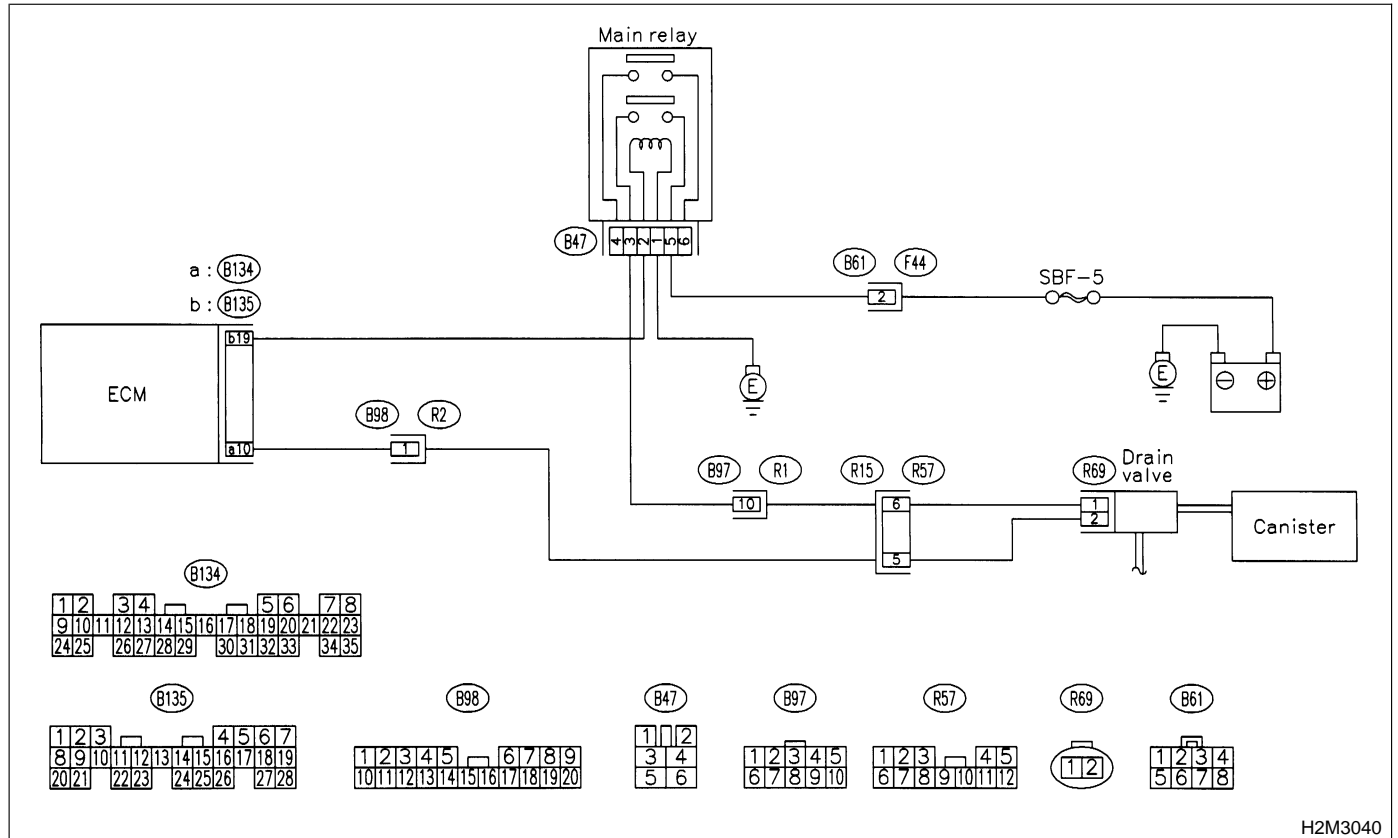 Main relay
B47
4 3 2 1 5 6
B61 F44
2
SBF-5
a : B134
b : B135
b19
ECM
a10
B98 R2
1
E
E
⊖ ⊕
B97 R1
10
R15 R57
6
5
R69
Drain
valve
1
2
Canister
B134
1 2 3 4 5 6 7 8
9 10 11 12 13 14 15 16 17 18 19 20 21 22 23
24 25 26 27 28 29 30 31 32 33 34 35
B135
1 2 3 4 5 6 7
8 9 10 11 12 13 14 15 16 17 18 19
20 21 22 23 24 25 26 27 28
B98
1 2 3 4 5 6 7 8 9
10 11 12 13 14 15 16 17 18 19 20
B47
1 2
3 4
5 6
B97
1 2 3 4 5
6 7 8 9 10
R57
1 2 3 4 5
6 7 8 9 10 11 12
R69
1 2
B61
1 2 3 4
5 6 7 8
H2M3040